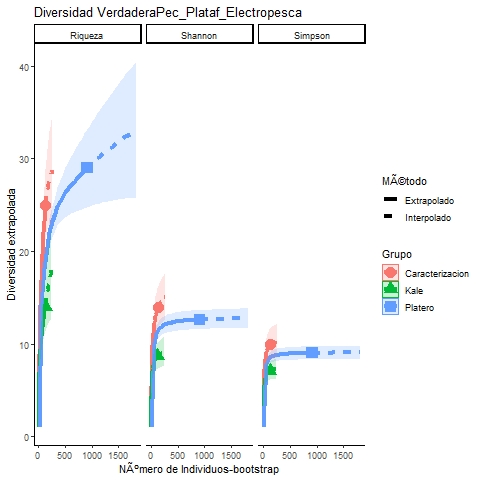 Diversidad VerdaderaPec_Plataf_Electropesca
Riqueza
Shannon
Simpson
Diversidad extrapolada
40
30
20
10
0
0 500 1000 1500
0 500 1000 1500
0 500 1000 1500
NÃºmero de Individuos-bootstrap
MÃ©todo
Extrapolado
Interpolado
Grupo
Caracterizacion
Kale
Platero